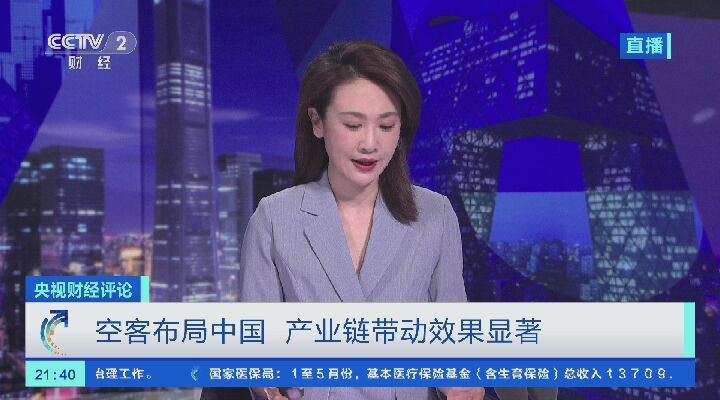 CCTV 2
财经
直播
央视财经评论
空客布局中国 产业链带动效果显著
21:40 台理工作。 国家医保局：1至5月份，基本医疗保险基金（含生育保险）总收入13709.